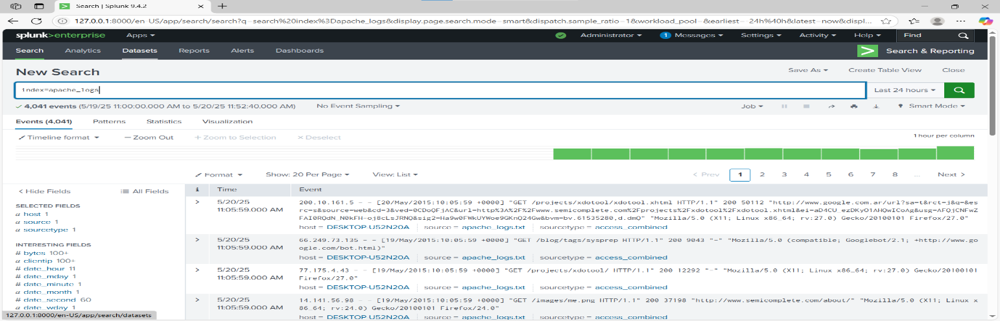 Search | Splunk 9.4.2
127.0.0.1:8000/en-US/app/search/search?q=search%20index%3Dapache_logs&display.page.search.mode=smart&dispatch.sample_ratio=1&workload_pool=&earliest=-24h%40h&latest=now&displ...
splunk>enterprise Apps Administrator 1 Messages Settings Activity Help Find
Search Analytics Datasets Reports Alerts Dashboards > Search & Reporting
New Search Save As Create Table View Close
index=apache_logs Last 24 hours
4,041 events (5/19/25 11:00:00.000 AM to 5/20/25 11:52:40.000 AM) No Event Sampling Job Smart Mode
Events (4,041) Patterns Statistics Visualization
Timeline format — Zoom Out + Zoom to Selection × Deselect 1 hour per column
Format Show: 20 Per Page View: List < Prev 1 2 3 4 5 6 7 8 ... Next >
< Hide Fields All Fields
SELECTED FIELDS
a host 1
a source 1
a sourcetype 1
INTERESTING FIELDS
# bytes 100+
a clientip 100+
# date_hour 11
# date_mday 1
# date_minute 1
a date_month 1
# date_second 60
a date_wday 1
i Time Event
> 5/20/25 11:05:59.000 AM
200.10.161.5 - - [20/May/2015:10:05:59 +0000] "GET /projects/xdotool/xdotool.xhtml HTTP/1.1" 200 50112 "http://www.google.com.ar/url?sa=t&rct=j&q=&es
rc=s&source=web&cd=3&ved=0CDoQFjAC&url=http%3A%2F%2Fwww.semicomplete.com%2Fprojects%2Fxdotool%2Fxdotool.xhtml&ei=aD4CU_ezDKyO1AHQwICoAg&usg=AFQjCNFwZ
FAI0RQdN_N0kFH-oj8cLsJRNQ&sig2=Ha9w0FWkUYWoe9GKnQ24Gw&bvm=bv.61535280,d.dmQ" "Mozilla/5.0 (X11; Linux x86_64; rv:27.0) Gecko/20100101 Firefox/27.0"
host = DESKTOP-U52N20A source = apache_logs.txt sourcetype = access_combined
> 5/20/25 11:05:59.000 AM
66.249.73.135 - - [19/May/2015:10:05:59 +0000] "GET /blog/tags/sysprep HTTP/1.1" 200 9043 "-" "Mozilla/5.0 (compatible; Googlebot/2.1; +http://www.go
ogle.com/bot.html)"
host = DESKTOP-U52N20A source = apache_logs.txt sourcetype = access_combined
> 5/20/25 11:05:59.000 AM
77.175.4.43 - - [19/May/2015:10:05:59 +0000] "GET /projects/xdotool/ HTTP/1.1" 200 12292 "-" "Mozilla/5.0 (X11; Linux x86_64; rv:27.0) Gecko/20100101
Firefox/27.0"
host = DESKTOP-U52N20A source = apache_logs.txt sourcetype = access_combined
> 5/20/25 11:05:59.000 AM
14.141.56.98 - - [19/May/2015:10:05:59 +0000] "GET /images/me.png HTTP/1.1" 200 37198 "http://www.semicomplete.com/about/" "Mozilla/5.0 (X11; Linux x
86_64; rv:24.0) Gecko/20100101 Firefox/24.0"
host = DESKTOP-U52N20A source = apache_logs.txt sourcetype = access_combined
127.0.0.1:8000/en-US/app/search/datasets